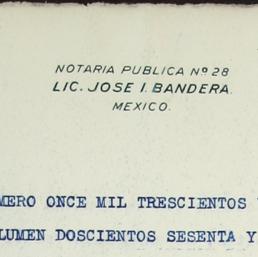 NOTARIA PUBLICA Nº 28
LIC. JOSE I. BANDERA.
MEXICO.
MERO ONCE MIL TRESCIENTOS
LUMEN DOSCIENTOS SESENTA Y